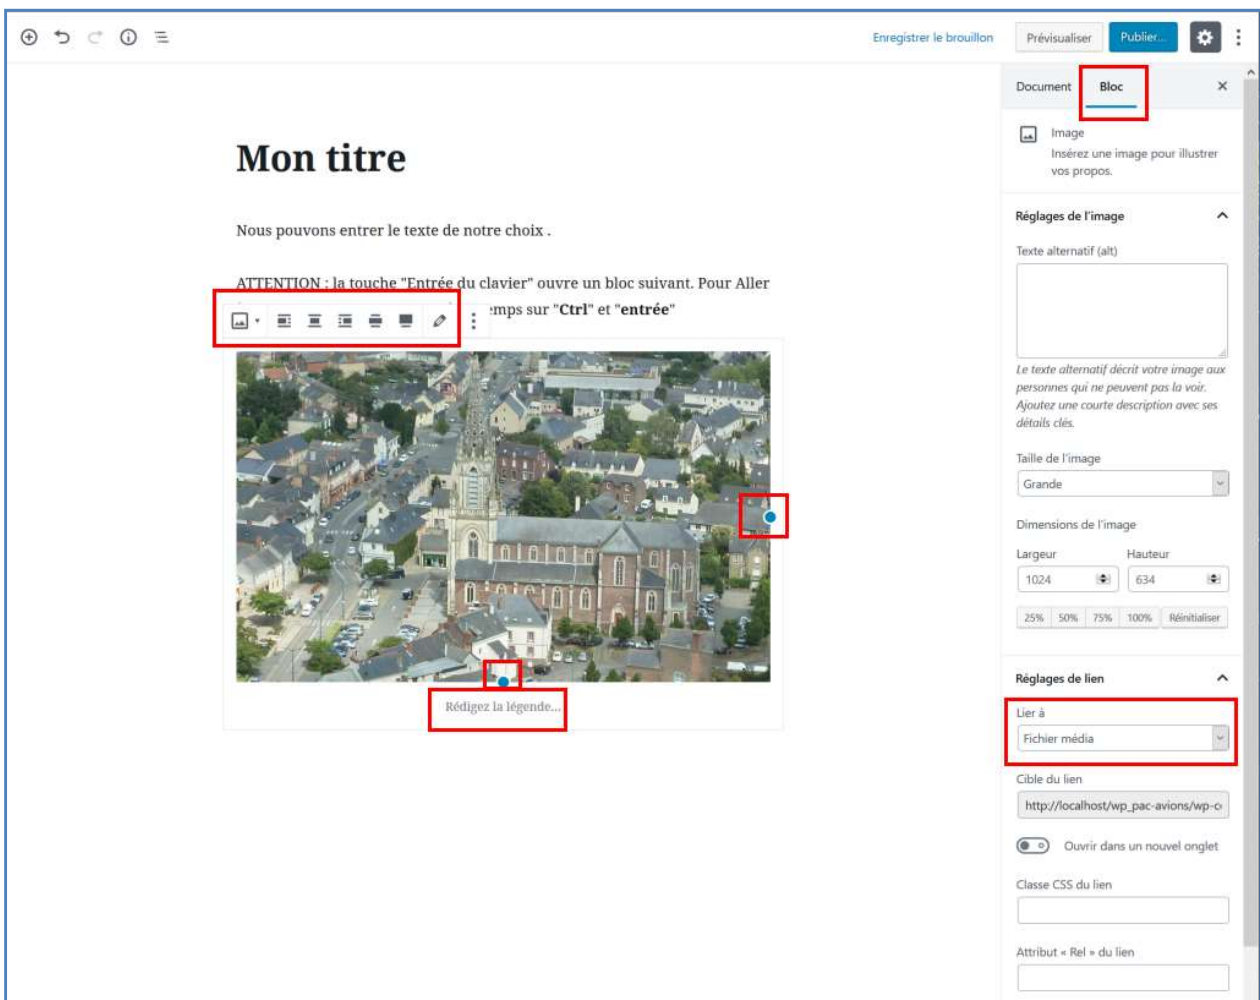 Enregistrer le brouillon
Prévisualiser
Publier...
Document
Bloc
Image
Insérez une image pour illustrer
vos propos.
Mon titre
Nous pouvons entrer le texte de notre choix .
ATTENTION : la touche "Entrée du clavier" ouvre un bloc suivant. Pour Aller
emps sur "Ctrl" et "entrée"
Rédigez la légende...
Réglages de l'image
Texte alternatif (alt)
Le texte alternatif décrit votre image aux
personnes qui ne peuvent pas la voir.
Ajoutez une courte description avec ses
détails clés.
Taille de l'image
Grande
Dimensions de l'image
Largeur Hauteur
1024 634
25% 50% 75% 100% Réinitialiser
Réglages de lien
Lier à
Fichier média
Cible du lien
http://localhost/wp_pac-avions/wp-c
Ouvrir dans un nouvel onglet
Classe CSS du lien
Attribut « Rel » du lien